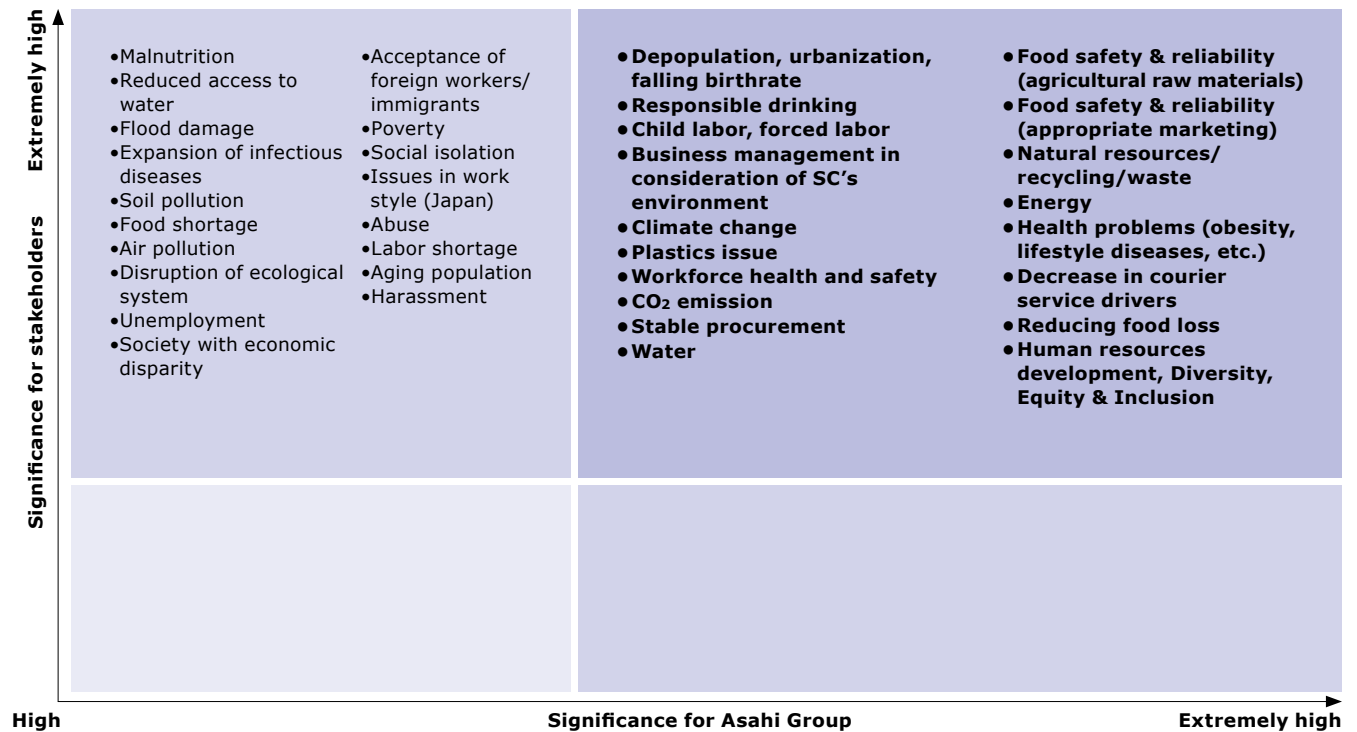 Extremely high
Significance for stakeholders
•Malnutrition
•Reduced access to
water
•Flood damage
•Expansion of infectious
diseases
•Soil pollution
•Food shortage
•Air pollution
•Disruption of ecological
system
•Unemployment
•Society with economic
disparity
•Acceptance of
foreign workers/
immigrants
•Poverty
•Social isolation
•Issues in work
style (Japan)
•Abuse
•Labor shortage
•Aging population
•Harassment
●Depopulation, urbanization,
falling birthrate
●Responsible drinking
●Child labor, forced labor
●Business management in
consideration of SC’s
environment
●Climate change
●Plastics issue
●Workforce health and safety
●CO₂ emission
●Stable procurement
●Water
●Food safety & reliability
(agricultural raw materials)
●Food safety & reliability
(appropriate marketing)
●Natural resources/
recycling/waste
●Energy
●Health problems (obesity,
lifestyle diseases, etc.)
●Decrease in courier
service drivers
●Reducing food loss
●Human resources
development, Diversity,
Equity & Inclusion
High
Significance for Asahi Group
Extremely high